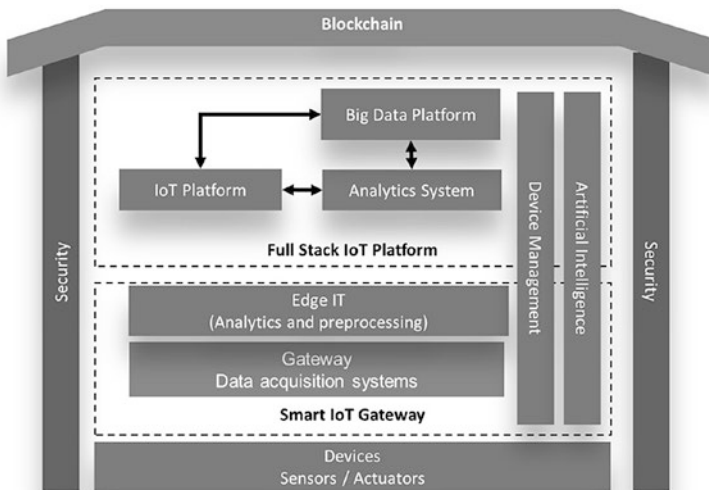 Blockchain
Security
Big Data Platform
IoT Platform
Analytics System
Full Stack IoT Platform
Device Management
Artificial Intelligence
Security
Edge IT
(Analytics and preprocessing)
Gateway
Data acquisition systems
Smart IoT Gateway
Devices
Sensors / Actuators